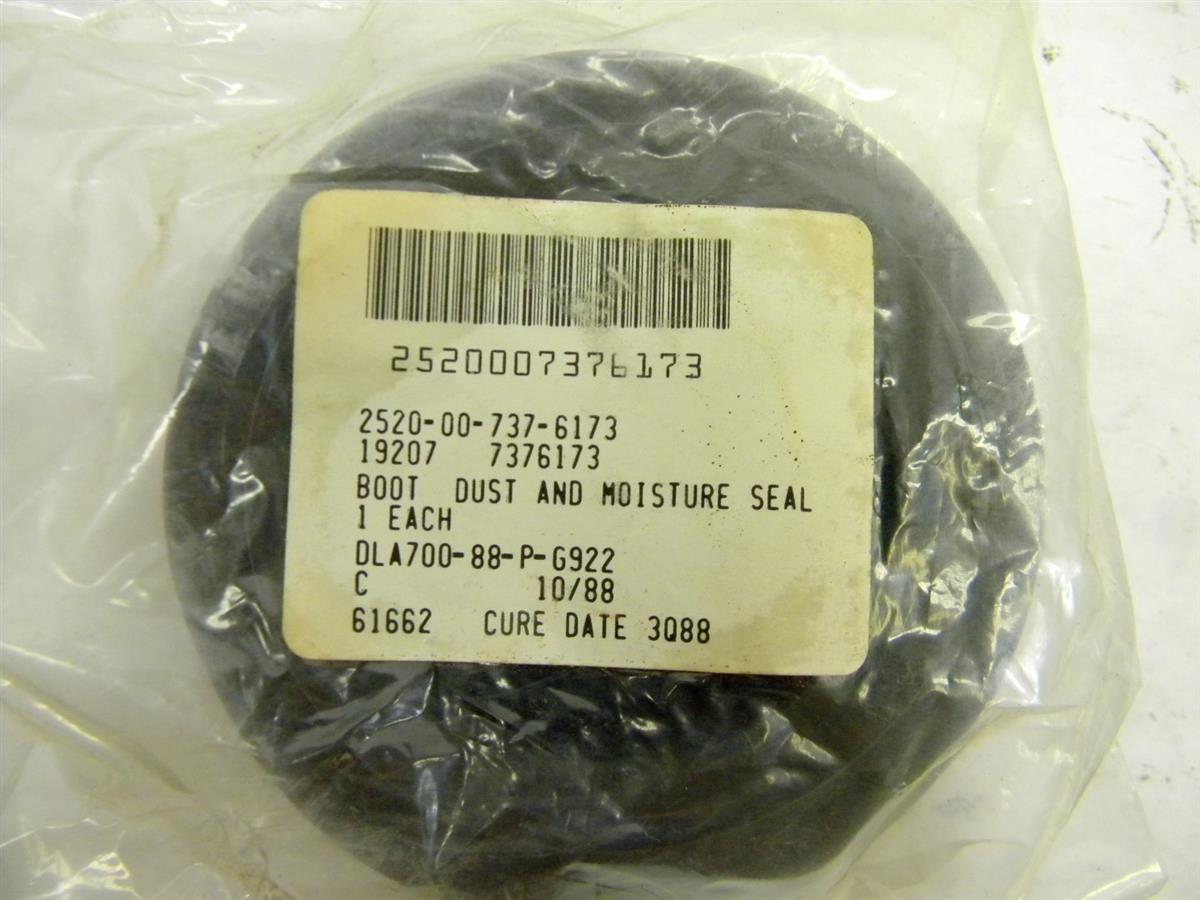 2520007376173
2520-00-737-6173
19207 7376173
BOOT DUST AND MOISTURE SEAL
1 EACH
DLA700-88-P-G922
C 10/88
61662 CURE DATE 3Q88